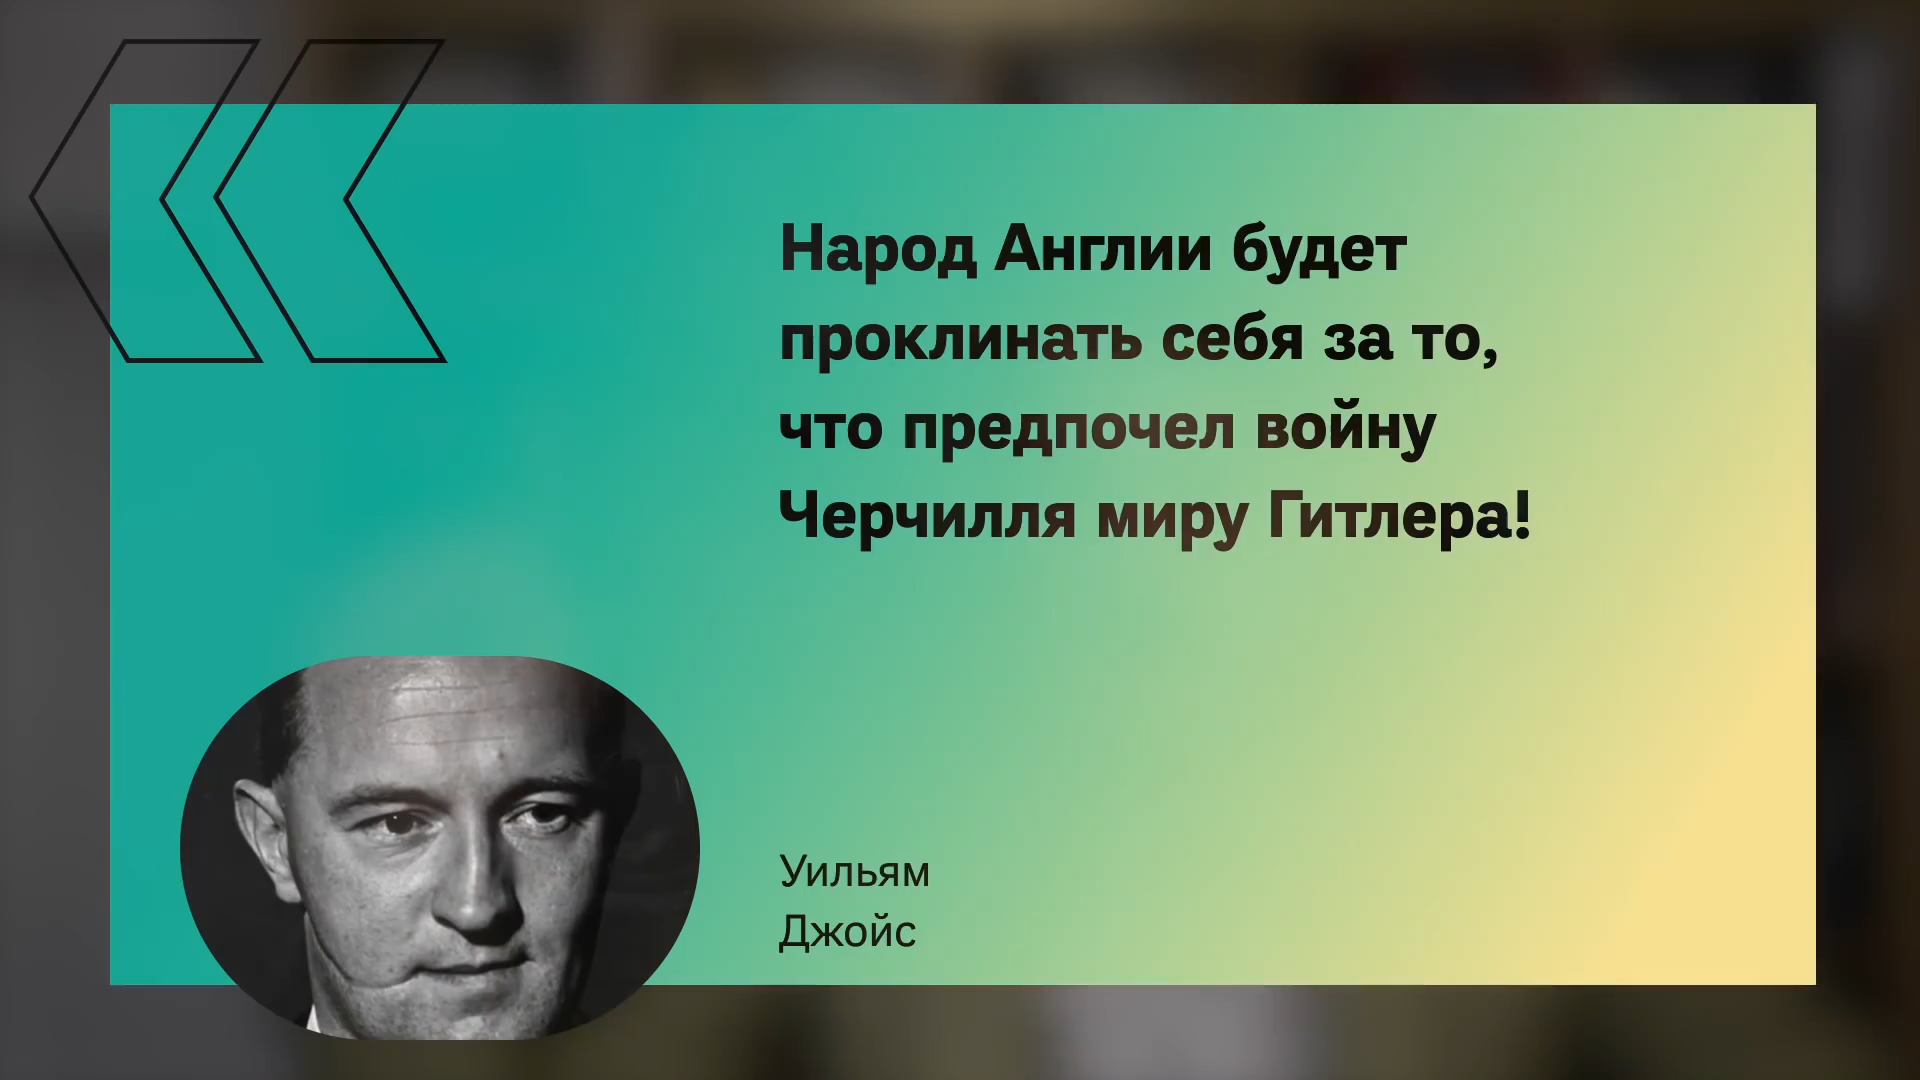 Народ Англии будет
проклинать себя за то,
что предпочел войну
Черчилля миру Гитлера!
Уильям
Джойс